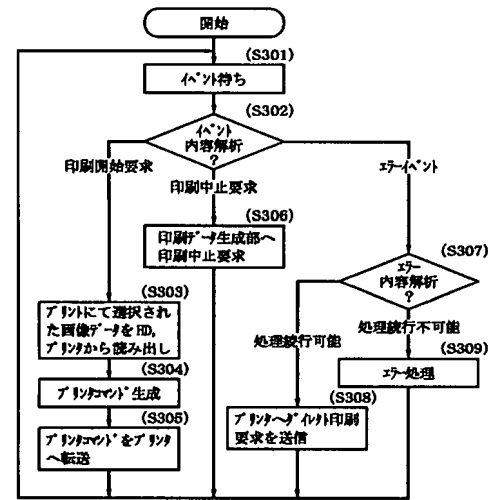 開始
(S301)
イベント待ち
(S302)
イベント
内容解析
?
印刷開始要求
印刷中止要求
エラーイベント
(S306)
印刷データ生成部へ
印刷中止要求
(S307)
エラー
内容解析
?
(S303)
プリントにて選択され
た画像データをHD,
プリンタから読み出し
処理続行可能
処理続行不可能
(S309)
エラー処理
(S304)
プリンタコマンド生成
(S308)
プリンタへダイレクト印刷
要求を送信
(S305)
プリンタコマンドをプリンタ
へ転送